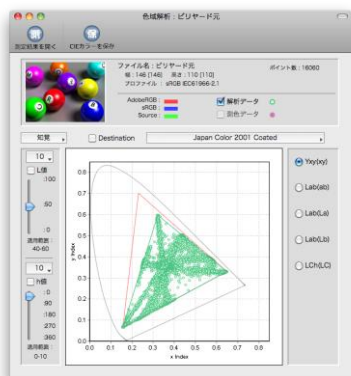 色域解析：ビリヤード元
測定結果を開く CIEカラーを保存
ファイル名：ビリヤード元
ポイント数：16060
幅：146 [146] 高さ：110 [110]
プロファイル ：sRGB IEC61966-2.1
AdobeRGB：
sRGB：
Source：
解析データ
別色データ
知覚
Destination
Japan Color 2001 Coated
10
L値
:100
:50
:0
適用範囲：
40-60
10
h値
:0
:90
:180
:270
:360
適用範囲：
0-10
y Index
0.8
0.7
0.6
0.5
0.4
0.3
0.2
0.1
0.0
0.0 0.1 0.2 0.3 0.4 0.5 0.6 0.7 0.8
x Index
Yxy(xy)
Lab(ab)
Lab(La)
Lab(Lb)
LCh(LC)